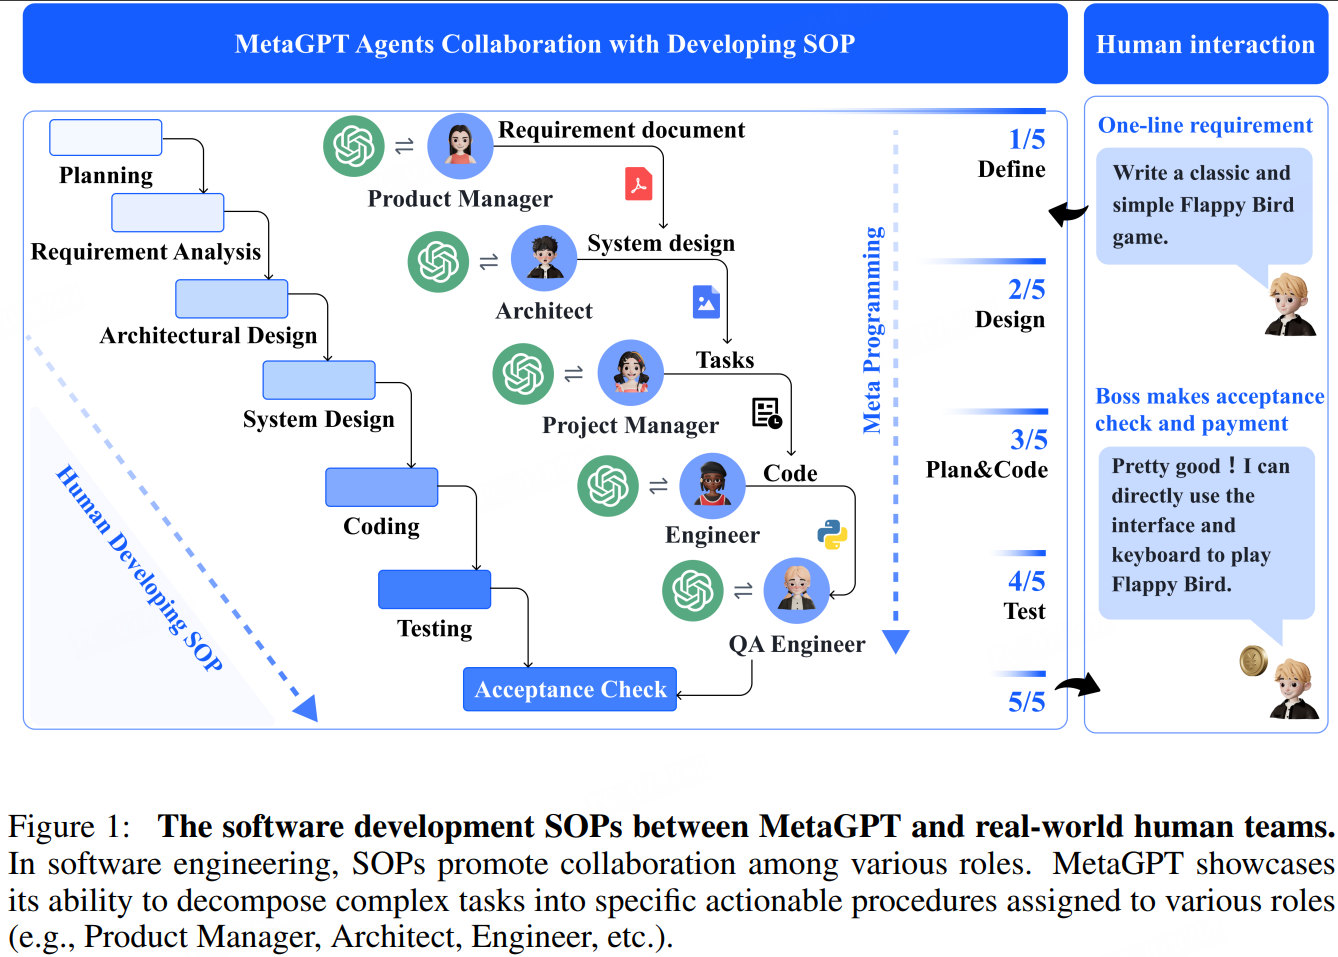 MetaGPT Agents Collaboration with Developing SOP
Human interaction
Planning
Requirement Analysis
Architectural Design
System Design
Coding
Testing
Acceptance Check
Human Developing SOP
Requirement document
Product Manager
System design
Architect
Tasks
Project Manager
Code
Engineer
QA Engineer
Meta Programming
1/5
Define
2/5
Design
3/5
Plan&Code
4/5
Test
5/5
One-line requirement
Write a classic and
simple Flappy Bird
game.
Boss makes acceptance
check and payment
Pretty good！I can
directly use the
interface and
keyboard to play
Flappy Bird.
Figure 1: The software development SOPs between MetaGPT and real-world human teams.
In software engineering, SOPs promote collaboration among various roles. MetaGPT showcases
its ability to decompose complex tasks into specific actionable procedures assigned to various roles
(e.g., Product Manager, Architect, Engineer, etc.).